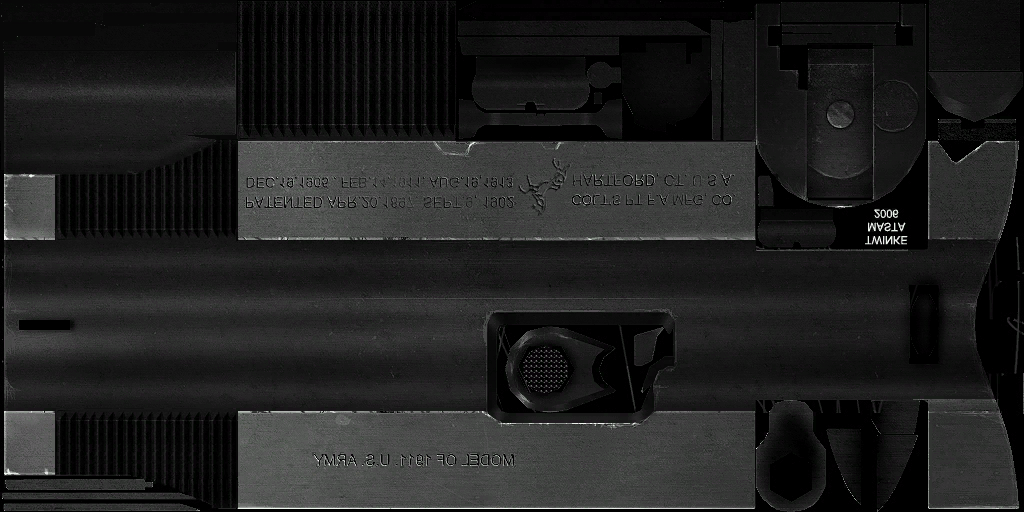 PATENTED APR.20,1897. SEPT.9, 1902
DEC.19,1905. FEB.14,1911. AUG.19,1913
COLT'S PT F A MFG. CO
HARTFORD, CT. U S A.
TWINKE
MASTA
2006
MODEL OF 1911. U.S. ARMY